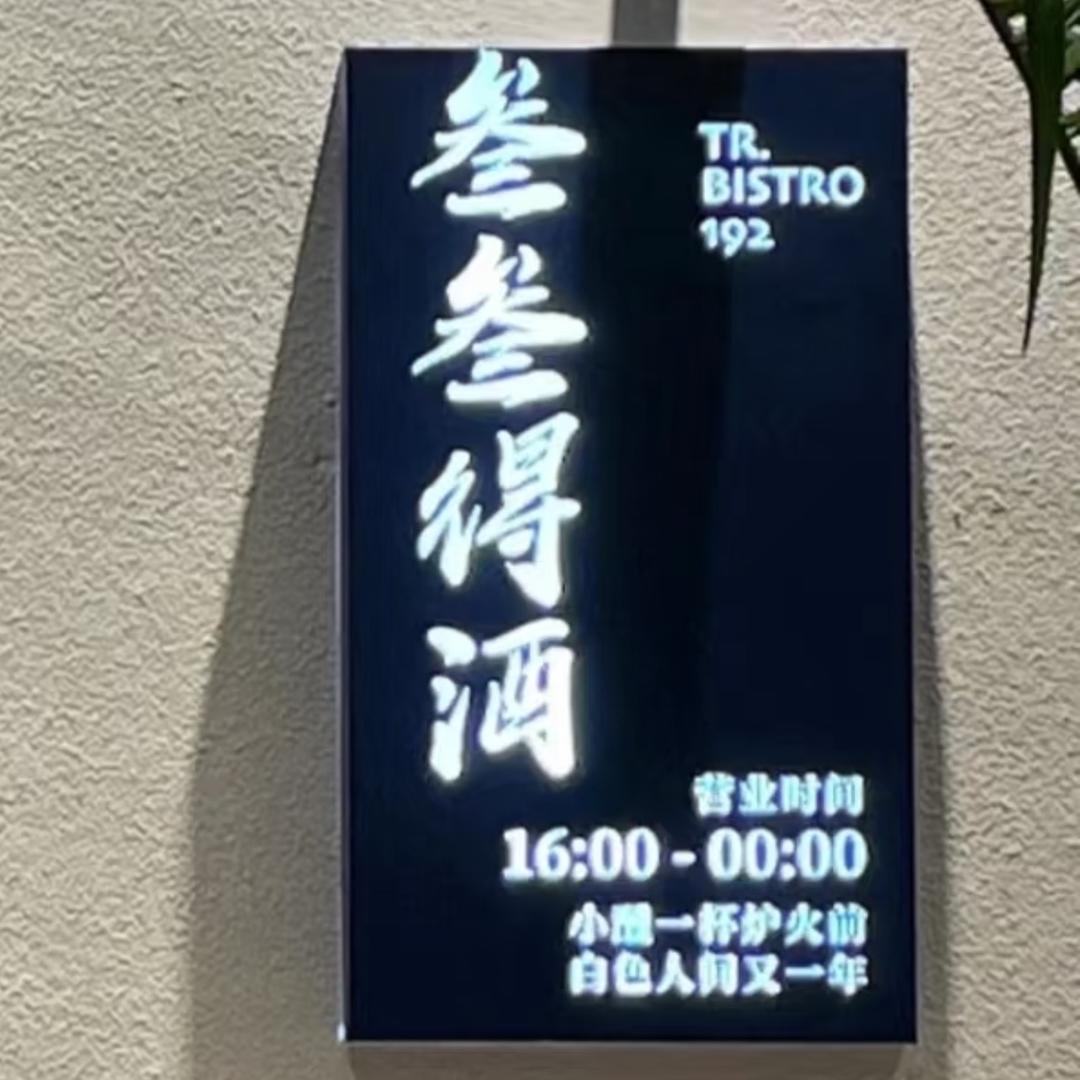 叁叁得酒
TR.
BISTRO
192
营业时间
16:00 - 00:00
小醺一杯炉火前
白色人间又一年